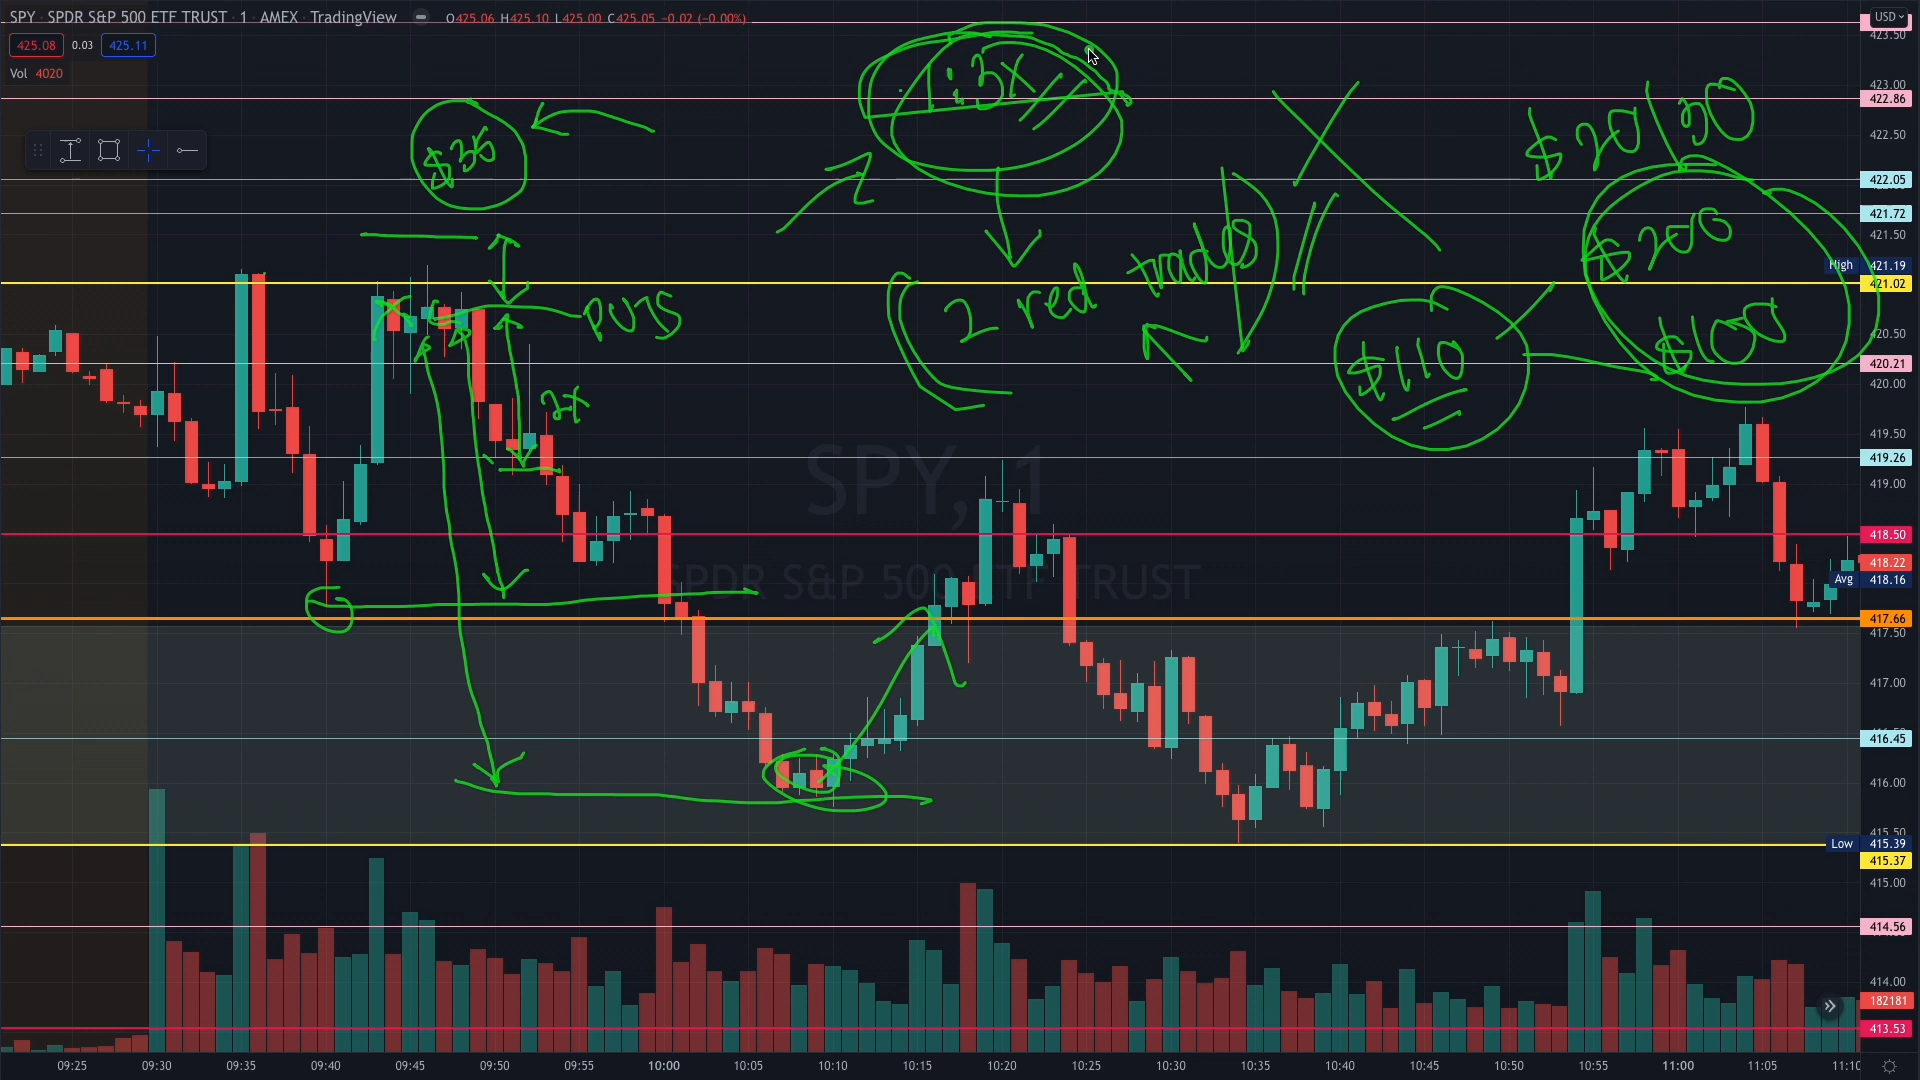 SPY · SPDR S&P 500 ETF TRUST · 1 · AMEX · TradingView
O425.06 H425.10 L425.00 C425.05 −0.02 (−0.00%)
USD
425.08 0.03 425.11
Vol 4020
423.50
423.00
422.86
422.50
422.05
421.72
421.50
High 421.19
421.02
420.50
420.21
420.00
419.50
419.26
419.00
418.50
418.22
Avg 418.16
417.66
417.50
417.00
416.45
416.00
415.50
Low 415.39
415.37
415.00
414.56
414.00
182181
413.53
$36
1:3X
$20/30
$200
$100
2 red trades
$110
PUTS
2x
SPY, 1
SPDR S&P 500 ETF TRUST
09:25 09:30 09:35 09:40 09:45 09:50 09:55 10:00 10:05 10:10 10:15 10:20 10:25 10:30 10:35 10:40 10:45 10:50 10:55 11:00 11:05 11:10